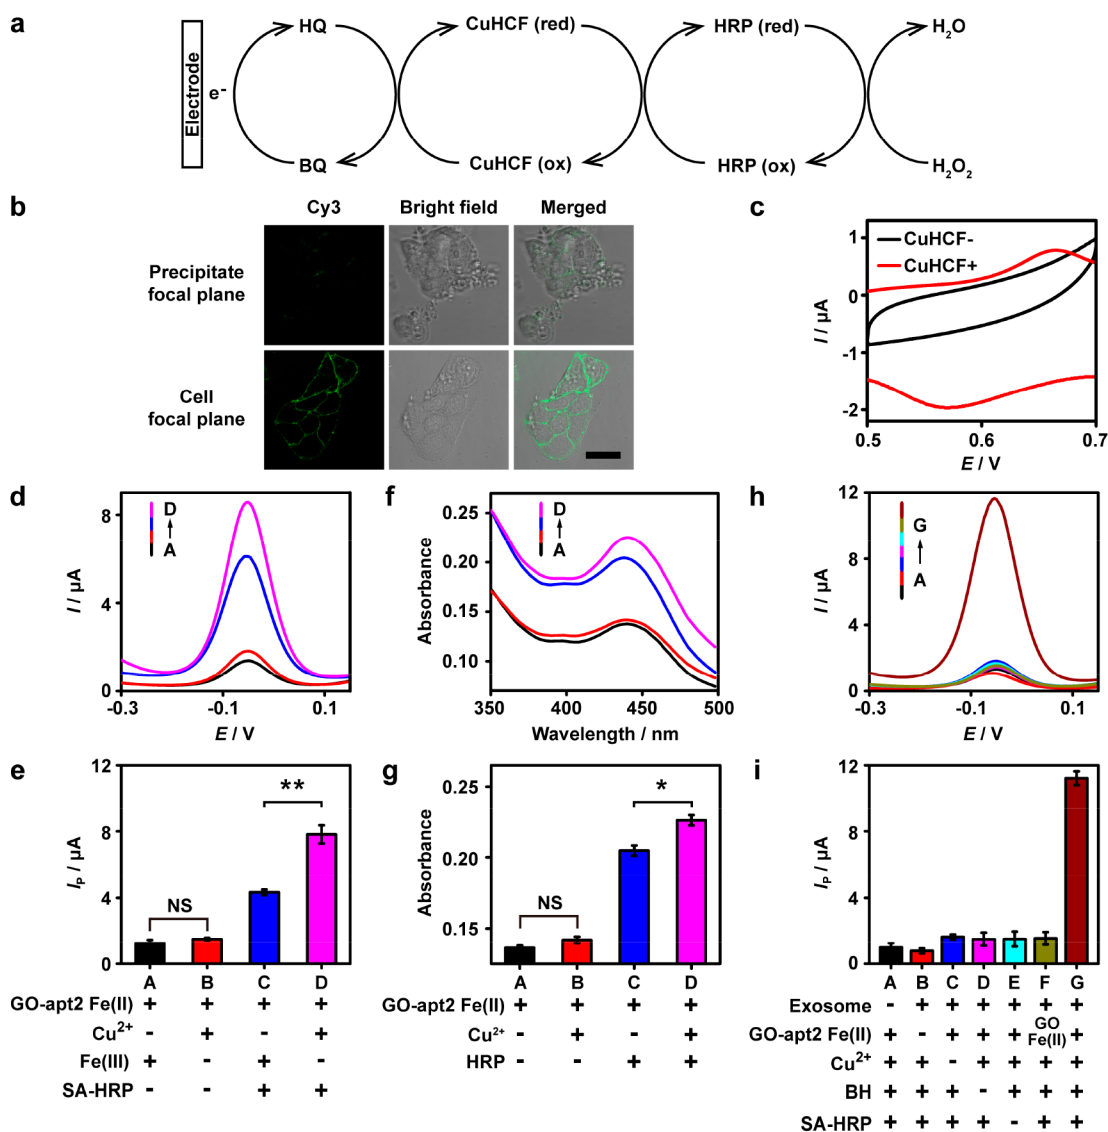 a
HQ
CuHCF (red)
HRP (red)
H₂O
Electrode
e⁻
BQ
CuHCF (ox)
HRP (ox)
H₂O₂
b
Cy3
Bright field
Merged
Precipitate
focal plane
Cell
focal plane
c
CuHCF-
CuHCF+
1
0
-1
-2
I / µA
0.5
0.6
0.7
E / V
d
D
A
8
4
0
I / µA
-0.3
-0.1
0.1
E / V
f
D
A
0.25
0.20
0.15
0.10
Absorbance
350
400
450
500
Wavelength / nm
h
G
A
12
8
4
0
I / µA
-0.3
-0.1
0.1
E / V
e
12
8
4
0
Iₚ / µA
NS
**
A B C D
GO-apt2 Fe(II) + + + +
Cu²⁺ - + - +
Fe(III) + - + -
SA-HRP - - + +
g
0.25
0.20
0.15
Absorbance
NS
*
A B C D
GO-apt2 Fe(II) + + + +
Cu²⁺ - + - +
HRP - - + +
i
12
8
4
0
Iₚ / µA
A B C D E F G
Exosome - + + + + + +
GO-apt2 Fe(II) + - + + + GO Fe(II) +
Cu²⁺ + + - + + + +
BH + + + - + + +
SA-HRP + + + + - + +